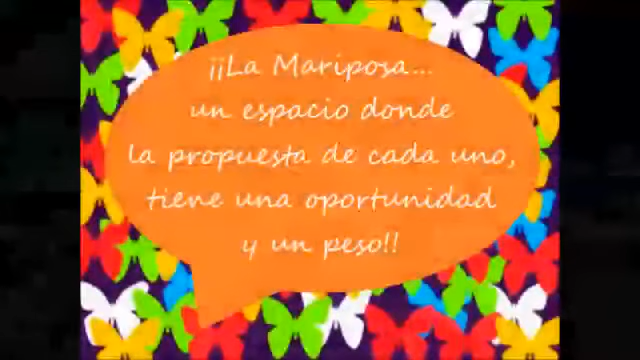 ¡¡La Mariposa...
un espacio donde
la propuesta de cada uno,
tiene una oportunidad
y un peso!!